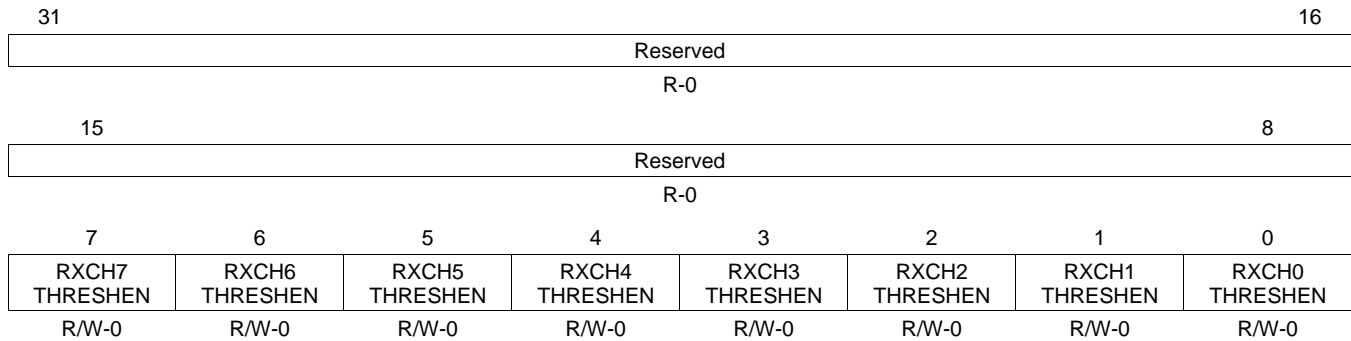 31 16
Reserved
R-0
15 8
Reserved
R-0
7 6 5 4 3 2 1 0
RXCH7 RXCH6 RXCH5 RXCH4 RXCH3 RXCH2 RXCH1 RXCH0
THRESHEN THRESHEN THRESHEN THRESHEN THRESHEN THRESHEN THRESHEN THRESHEN
R/W-0 R/W-0 R/W-0 R/W-0 R/W-0 R/W-0 R/W-0 R/W-0